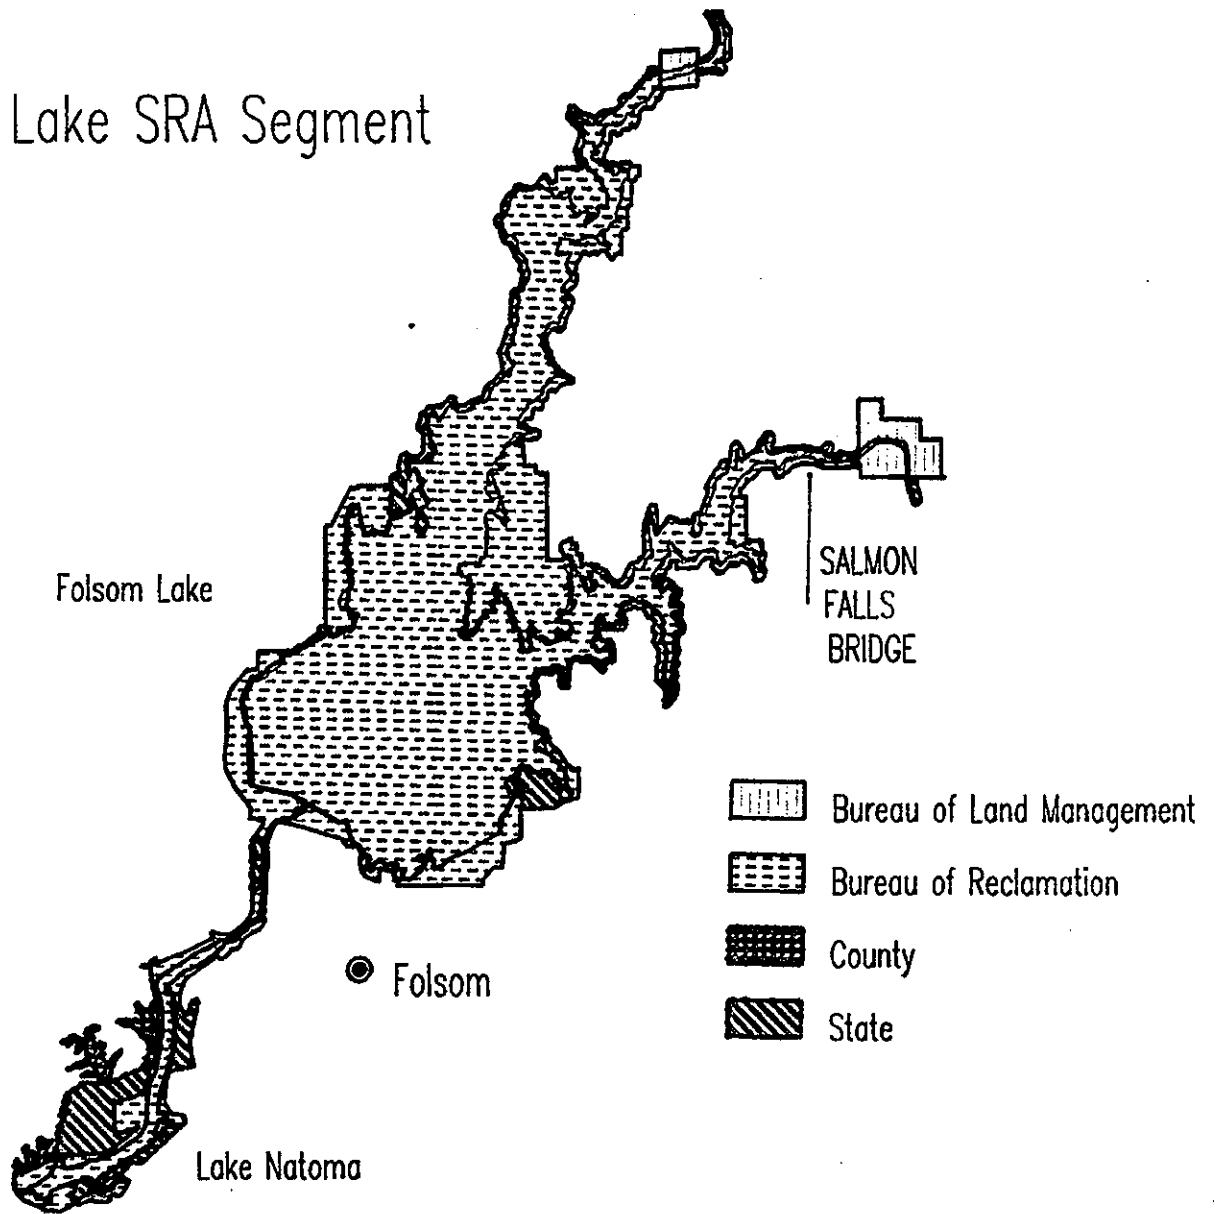 Lake SRA Segment
Folsom Lake
SALMON
FALLS
BRIDGE
Bureau of Land Management
Bureau of Reclamation
County
State
Folsom
Lake Natoma